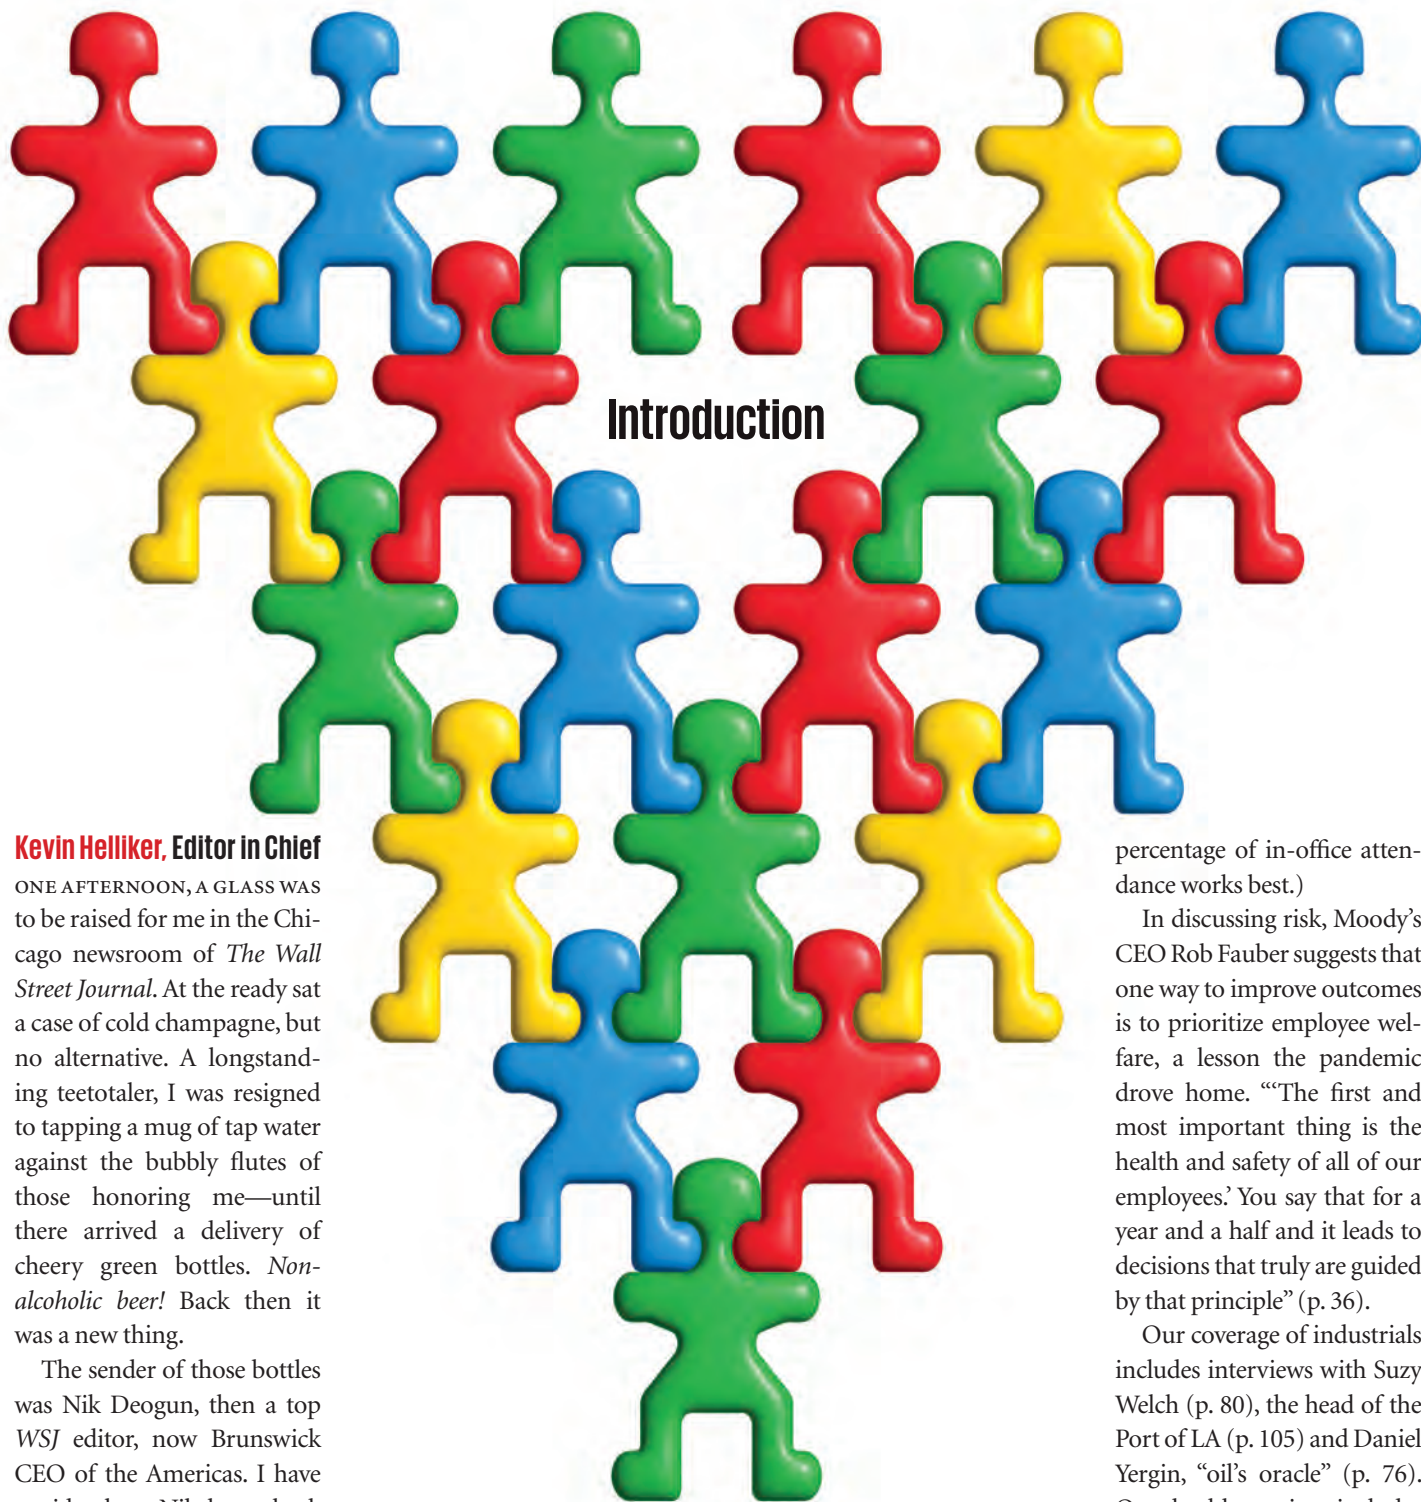 Introduction
Kevin Helliker, Editor in Chief
ONE AFTERNOON, A GLASS WAS
to be raised for me in the Chi-
cago newsroom of The Wall
Street Journal. At the ready sat
a case of cold champagne, but
no alternative. A longstand-
ing teetotaler, I was resigned
to tapping a mug of tap water
against the bubbly flutes of
those honoring me—until
there arrived a delivery of
cheery green bottles. Non-
alcoholic beer! Back then it
was a new thing.
The sender of those bottles
was Nik Deogun, then a top
WSJ editor, now Brunswick
CEO of the Americas. I have
percentage of in-office atten-
dance works best.)
In discussing risk, Moody’s
CEO Rob Fauber suggests that
one way to improve outcomes
is to prioritize employee wel-
fare, a lesson the pandemic
drove home. “‘The first and
most important thing is the
health and safety of all of our
employees.’ You say that for a
year and a half and it leads to
decisions that truly are guided
by that principle” (p. 36).
Our coverage of industrials
includes interviews with Suzy
Welch (p. 80), the head of the
Port of LA (p. 105) and Daniel
Yergin, “oil’s oracle” (p. 76).